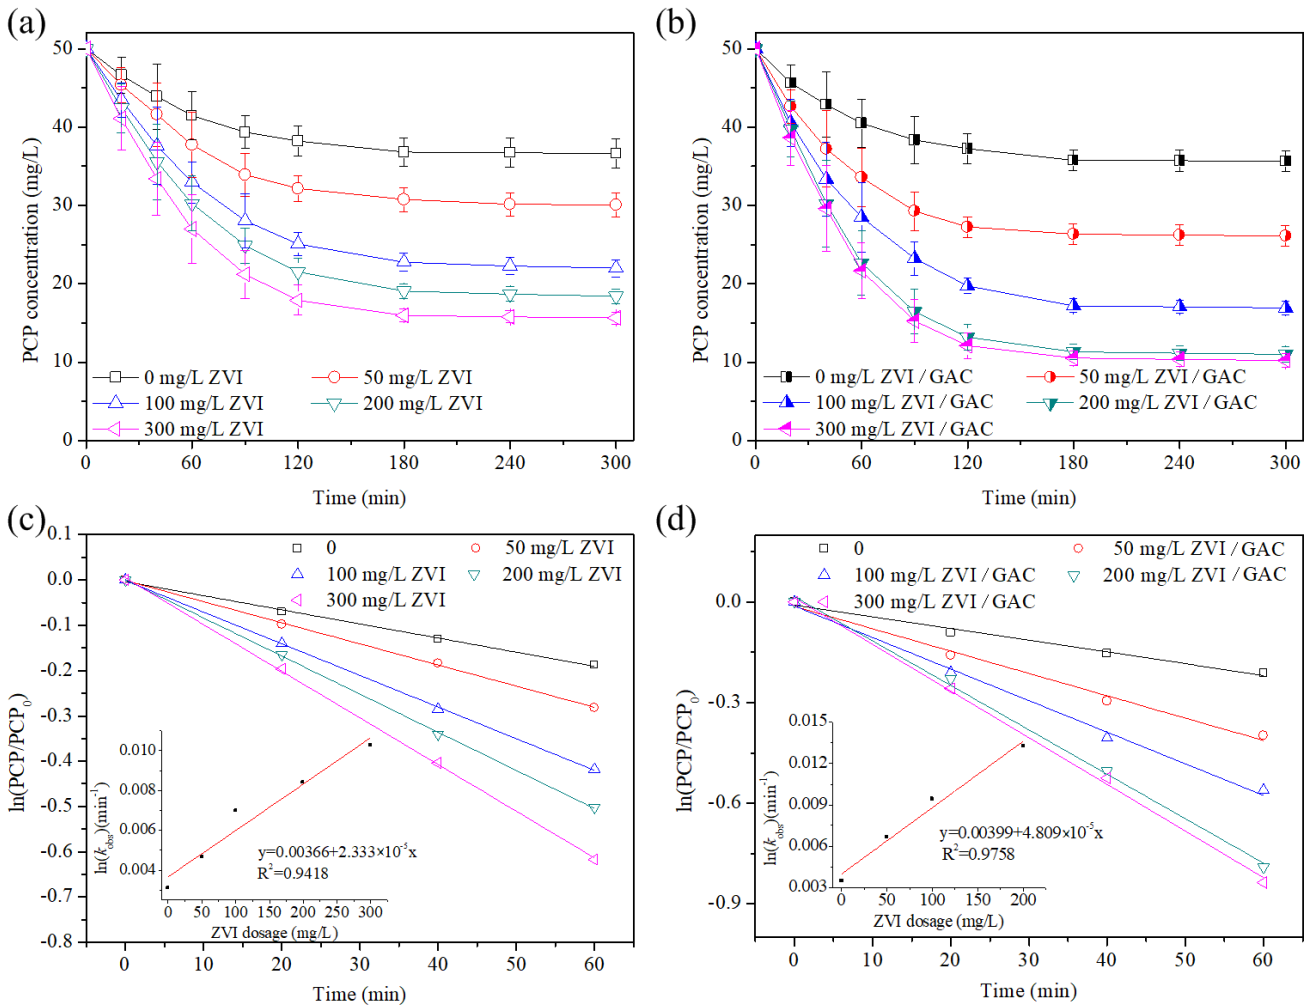 (a)
PCP concentration (mg/L)
50
40
30
20
10
0
0 mg/L ZVI
50 mg/L ZVI
100 mg/L ZVI
200 mg/L ZVI
300 mg/L ZVI
0 60 120 180 240 300
Time (min)
(b)
PCP concentration (mg/L)
50
40
30
20
10
0
0 mg/L ZVI / GAC
50 mg/L ZVI / GAC
100 mg/L ZVI / GAC
200 mg/L ZVI / GAC
300 mg/L ZVI / GAC
0 60 120 180 240 300
Time (min)
(c)
ln(PCP/PCP₀)
0.1
0.0
-0.1
-0.2
-0.3
-0.4
-0.5
-0.6
-0.7
-0.8
0
50 mg/L ZVI
100 mg/L ZVI
200 mg/L ZVI
300 mg/L ZVI
ln(k_obs)(min⁻¹)
0.010
0.008
0.006
0.004
y=0.00366+2.333×10⁻⁵x
R²=0.9418
0 50 100 150 200 250 300
ZVI dosage (mg/L)
0 10 20 30 40 50 60
Time (min)
(d)
ln(PCP/PCP₀)
0.0
-0.3
-0.6
-0.9
0
50 mg/L ZVI / GAC
100 mg/L ZVI / GAC
200 mg/L ZVI / GAC
300 mg/L ZVI / GAC
ln(k_obs)(min⁻¹)
0.015
0.012
0.009
0.006
0.003
y=0.00399+4.809×10⁻⁵x
R²=0.9758
0 50 100 150 200
ZVI dosage (mg/L)
0 10 20 30 40 50 60
Time (min)